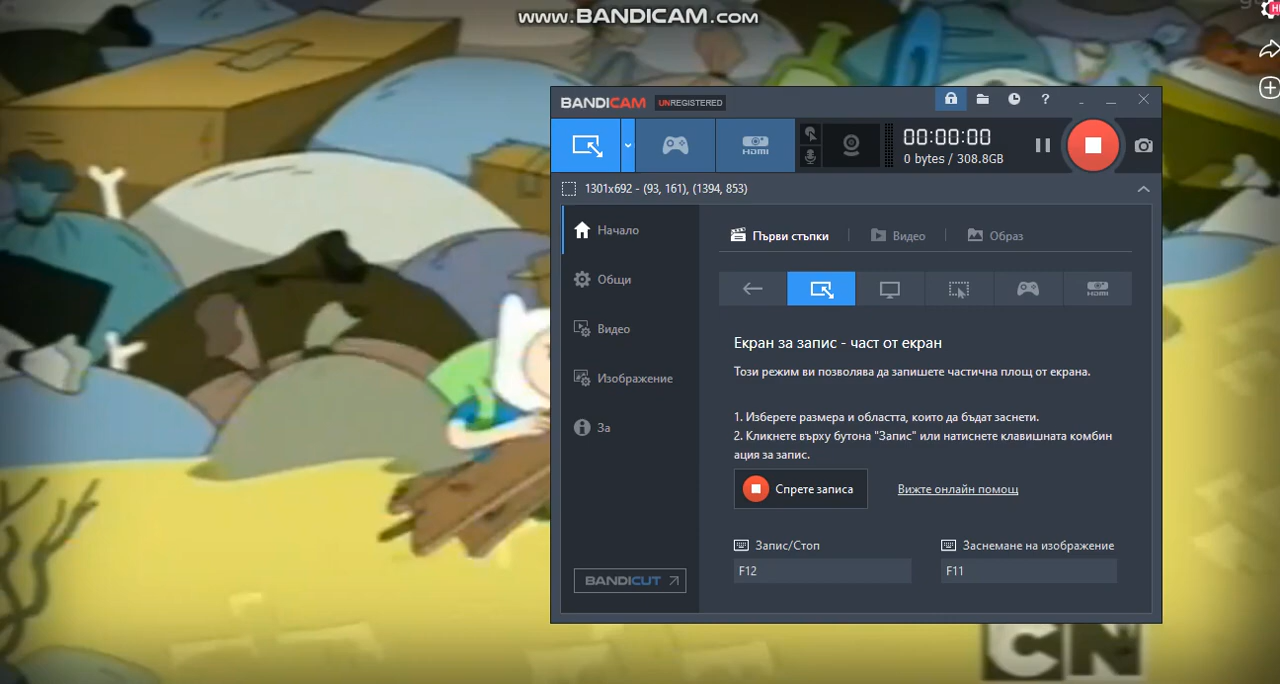 www.BANDICAM.com
BANDICAM UNREGISTERED
?
HDMI
00:00:00
0 bytes / 308.8GB
1301x692 - (93, 161), (1394, 853)
Начало
Общи
Видео
Изображение
За
BANDICUT
Първи стъпки
Видео
Образ
HDMI
Екран за запис - част от екран
Този режим ви позволява да запишете частична площ от екрана.
1. Изберете размера и областта, които да бъдат заснети.
2. Кликнете върху бутона "Запис" или натиснете клавишната комбин
ация за запис.
Спрете записа
Вижте онлайн помощ
Запис/Стоп
Заснемане на изображение
F12
F11
CN